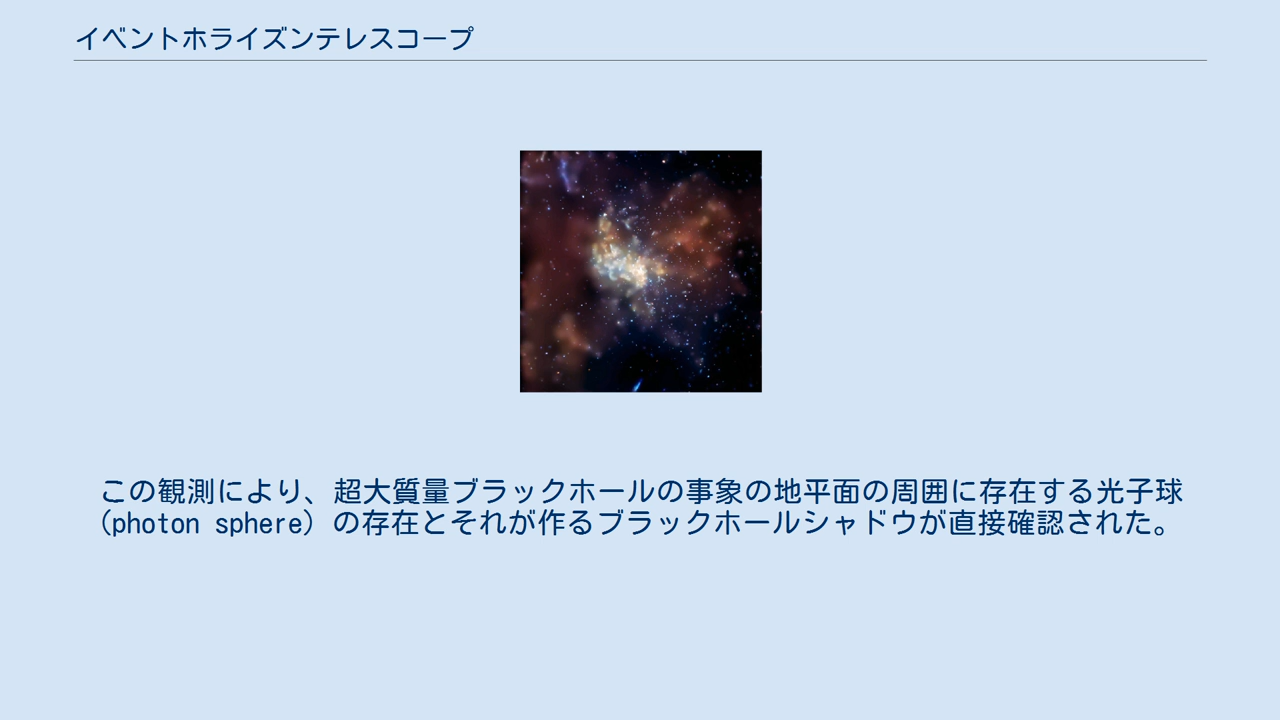 イベントホライズンテレスコープ
この観測により、超大質量ブラックホールの事象の地平面の周囲に存在する光子球
(photon sphere) の存在とそれが作るブラックホールシャドウが直接確認された。